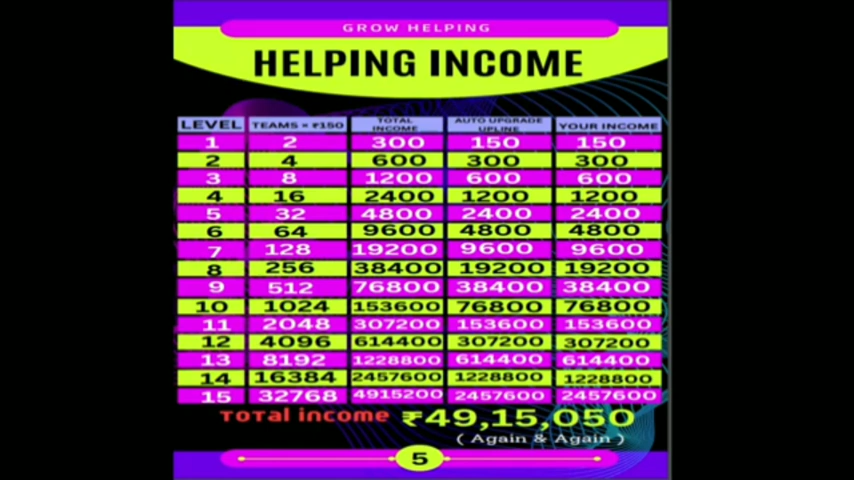 GROW HELPING
HELPING INCOME
LEVEL TEAMS × ₹150 TOTAL INCOME AUTO UPGRADE UPLINE YOUR INCOME
1 2 300 150 150
2 4 600 300 300
3 8 1200 600 600
4 16 2400 1200 1200
5 32 4800 2400 2400
6 64 9600 4800 4800
7 128 19200 9600 9600
8 256 38400 19200 19200
9 512 76800 38400 38400
10 1024 153600 76800 76800
11 2048 307200 153600 153600
12 4096 614400 307200 307200
13 8192 1228800 614400 614400
14 16384 2457600 1228800 1228800
15 32768 4915200 2457600 2457600
TOTAL INCOME ₹49,15,050
( Again & Again )
5